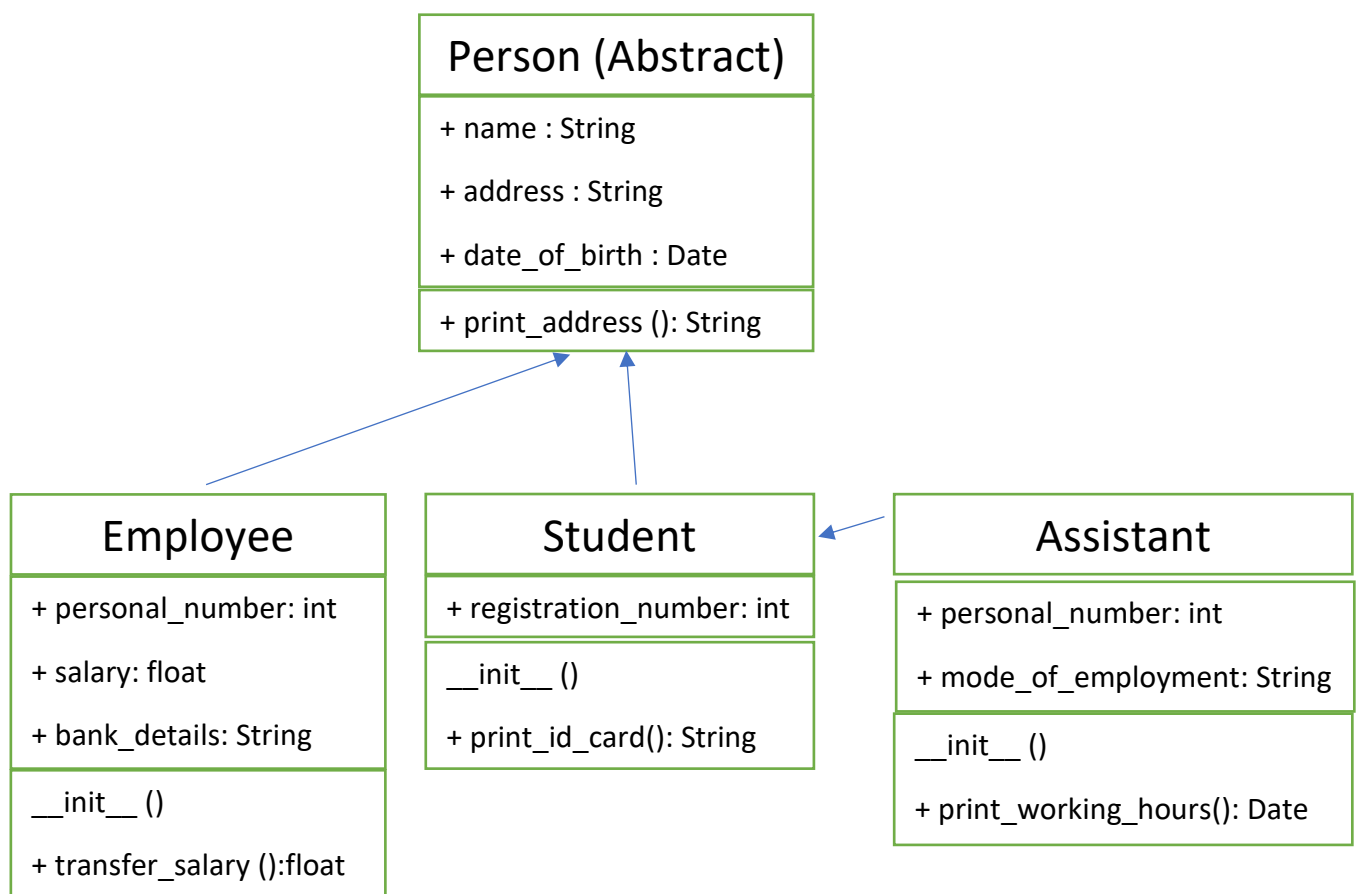 Person (Abstract)
+ name : String
+ address : String
+ date_of_birth : Date
+ print_address (): String
Employee
+ personal_number: int
+ salary: float
+ bank_details: String
__init__ ()
+ transfer_salary ():float
Student
+ registration_number: int
__init__ ()
+ print_id_card(): String
Assistant
+ personal_number: int
+ mode_of_employment: String
__init__ ()
+ print_working_hours(): Date